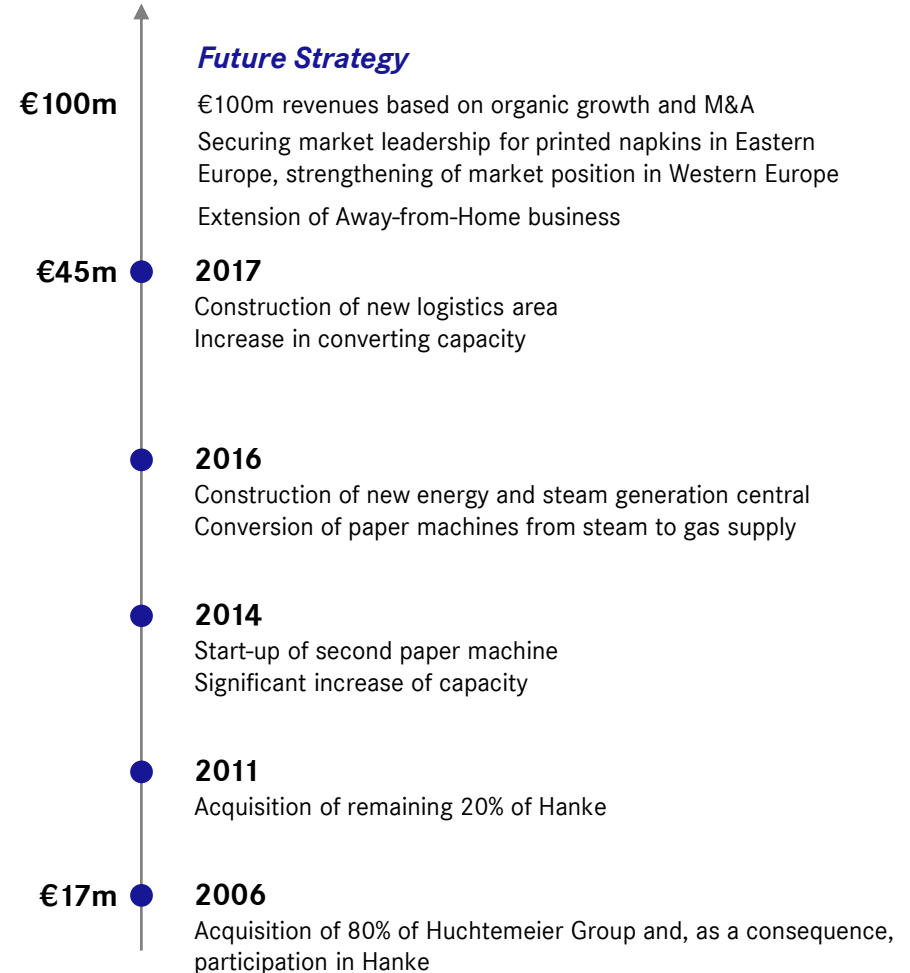 Future Strategy
€100m
€100m revenues based on organic growth and M&A
Securing market leadership for printed napkins in Eastern
Europe, strengthening of market position in Western Europe
Extension of Away-from-Home business
€45m
2017
Construction of new logistics area
Increase in converting capacity
2016
Construction of new energy and steam generation central
Conversion of paper machines from steam to gas supply
2014
Start-up of second paper machine
Significant increase of capacity
2011
Acquisition of remaining 20% of Hanke
€17m
2006
Acquisition of 80% of Huchtemeier Group and, as a consequence,
participation in Hanke